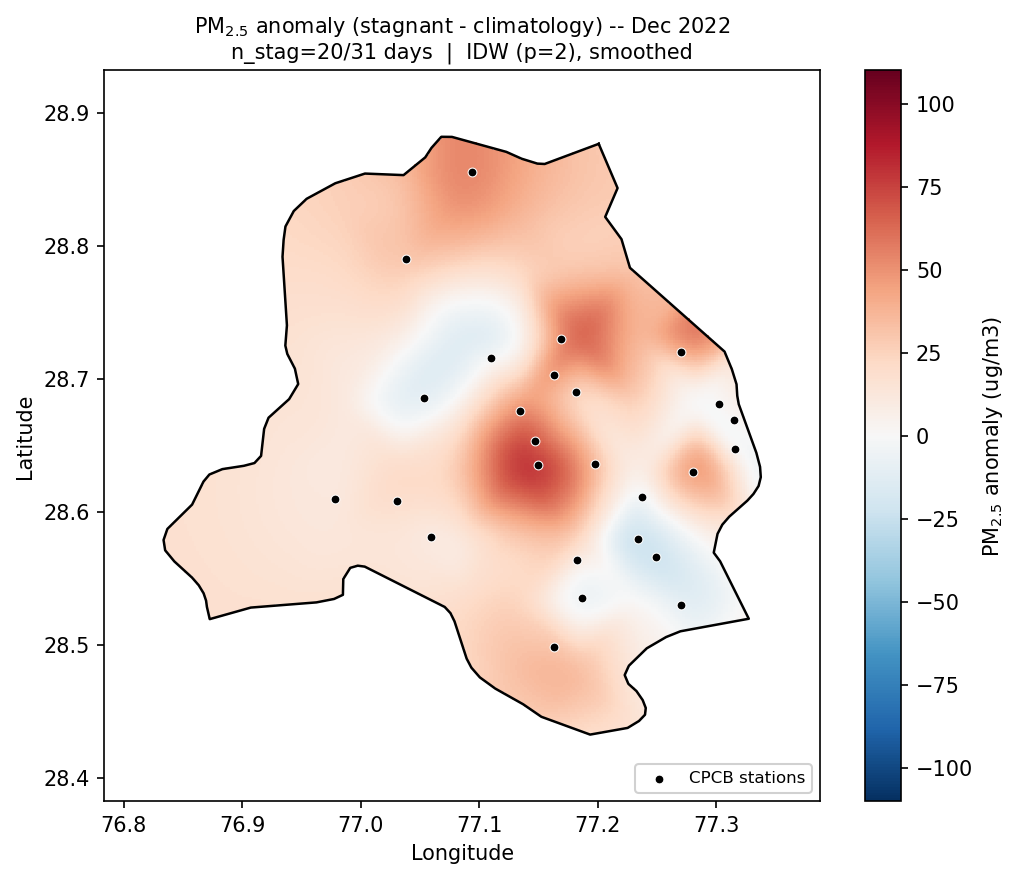 PM2.5 anomaly (stagnant - climatology) -- Dec 2022
n_stag=20/31 days | IDW (p=2), smoothed
28.9
28.8
28.7
28.6
28.5
28.4
Latitude
76.8 76.9 77.0 77.1 77.2 77.3
Longitude
CPCB stations
100
75
50
25
0
−25
−50
−75
−100
PM2.5 anomaly (ug/m3)